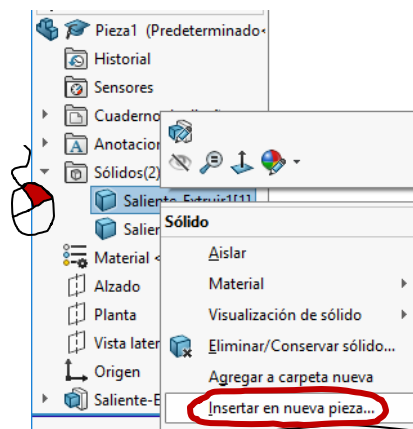 Pieza1 (Predeterminado<
Historial
Sensores
Cuaderno
Anotacion
Sólidos(2)
Saliente-Extruir1[1]
Salien
Sólido
Material <
Aislar
Alzado
Material
Planta
Visualización de sólido
Vista later
Eliminar/Conservar sólido...
Origen
Agregar a carpeta nueva
Saliente-E
Insertar en nueva pieza...